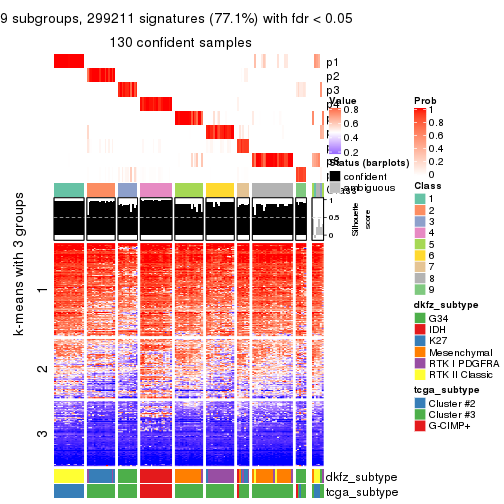 9 subgroups, 299211 signatures (77.1%) with fdr < 0.05
130 confident samples
p1
p2
p3
p4
Value
0.8
0.6
0.4
0.2
Prob
1
0.8
0.6
0.4
0.2
0
Status (barplots)
confident
ambiguous
Class
1
2
3
4
5
6
7
8
9
1
0.5
0
Silhouette
score
k-means with 3 groups
1
2
3
dkfz_subtype
G34
IDH
K27
Mesenchymal
RTK I PDGFRA
RTK II Classic
tcga_subtype
Cluster #2
Cluster #3
G-CIMP+
dkfz_subtype
tcga_subtype